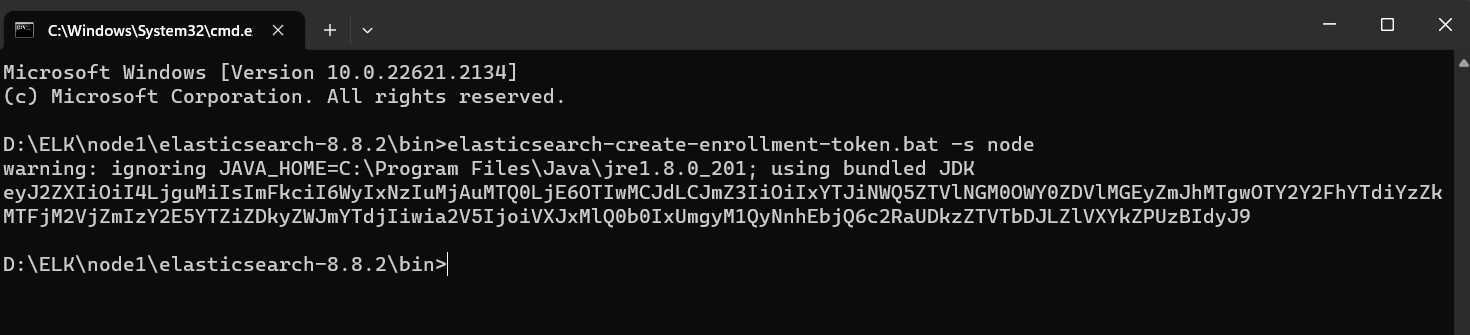 C:\Windows\System32\cmd.e
Microsoft Windows [Version 10.0.22621.2134]
(c) Microsoft Corporation. All rights reserved.
D:\ELK\node1\elasticsearch-8.8.2\bin>elasticsearch-create-enrollment-token.bat -s node
warning: ignoring JAVA_HOME=C:\Program Files\Java\jre1.8.0_201; using bundled JDK
eyJ2ZXIiOiI4LjguMiIsImFkciI6WyIxNzIuMjAuMTQ0LjE6OTIwMCJdLCJmZ3IiOiIxYTJiNWQ5ZTVlNGM0OWY0ZDVlMGEyZmJhMTgwOTY2Y2FhYTdiYzZk
MTFjM2VjZmIzY2E5YTZiZDkyZWJmYTdjIiwia2V5IjoiVXJxMlQ0b0IxUmgyM1QyNnhEbjQ6c2RaUDkzZTVTbDJLZlVXYkZPUzBIdyJ9
D:\ELK\node1\elasticsearch-8.8.2\bin>